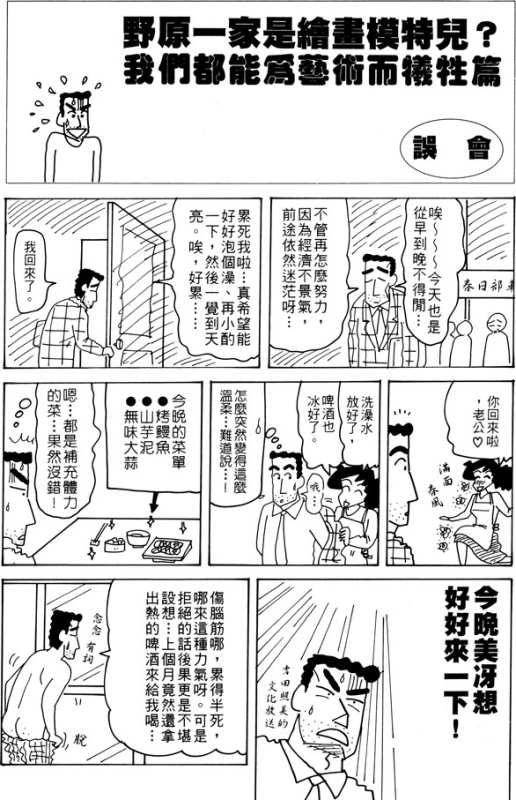 野原一家是繪畫模特兒？
我們都能為藝術而犧牲篇
誤會
唉～～～今天也是
從早到晚不得閒…
春日部車
不管再怎麼努力，
因為經濟不景氣，
前途依然迷茫呀…
累死我啦…真希望能
好好泡個澡、再小酌
一下，然後一覺到天
亮。唉，好累……
我回來了。
你回來啦
，老公♡
滿面
春風
洗澡水
放好了，
啤酒也
冰好了。
哦…
怎麼突然變得這麼
溫柔…難道說…！
今晚的菜單
●烤鰻魚
●山芋泥
●無味大蒜
嗯…都是補充體力
的菜…果然沒錯！
今晚美冴想
好好來一下！
吉田照美的
文化放送
傷腦筋哪，累得半死，
哪來這種力氣呀。可是
拒絕的話後果更是不堪
設想…上個月竟然還拿
出熱的啤酒來給我喝…
念念有詞
脫